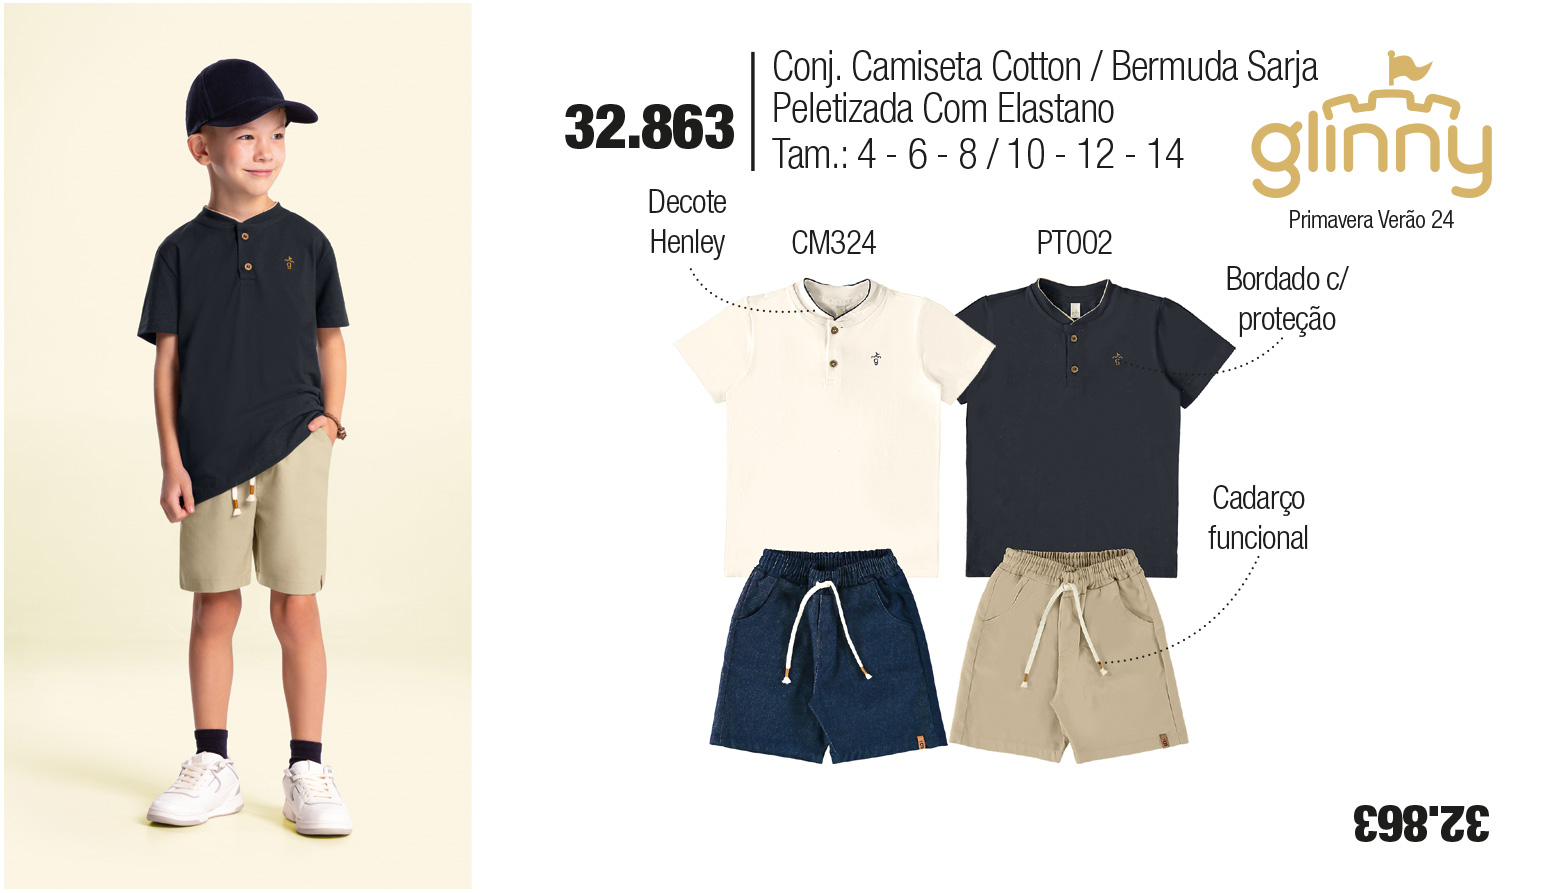 32.863
Conj. Camiseta Cotton / Bermuda Sarja
Peletizada Com Elastano
Tam.: 4 - 6 - 8 / 10 - 12 - 14
glinny
Primavera Verão 24
Decote
Henley
CM324
PT002
Bordado c/
proteção
Cadarço
funcional
32.863